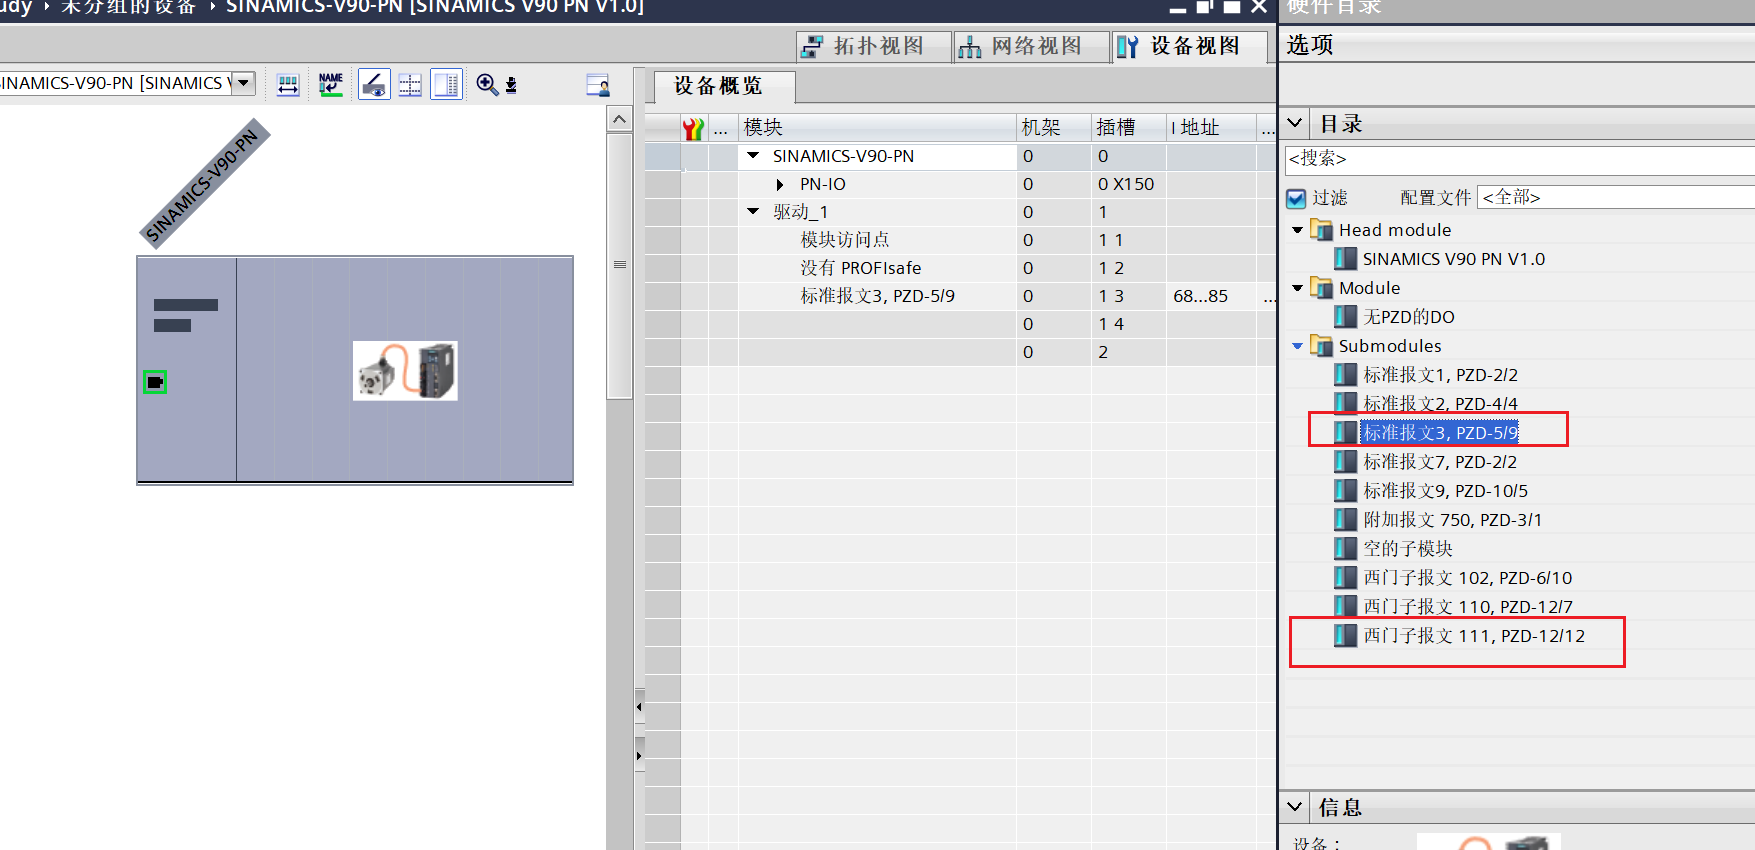 udy › 未分组的设备 › SINAMICS-V90-PN [SINAMICS V90 PN V1.0]
拓扑视图
网络视图
设备视图
SINAMICS-V90-PN [SINAMICS V
NAME
设备概览
... 模块 机架 插槽 I 地址 ...
SINAMICS-V90-PN 0 0
PN-IO 0 0 X150
驱动_1 0 1
模块访问点 0 1 1
没有 PROFIsafe 0 1 2
标准报文3, PZD-5/9 0 1 3 68...85 ...
0 1 4
0 2
SINAMICS-V90-PN
硬件目录
选项
目录
<搜索>
过滤 配置文件 <全部>
Head module
SINAMICS V90 PN V1.0
Module
无PZD的DO
Submodules
标准报文1, PZD-2/2
标准报文2, PZD-4/4
标准报文3, PZD-5/9
标准报文7, PZD-2/2
标准报文9, PZD-10/5
附加报文 750, PZD-3/1
空的子模块
西门子报文 102, PZD-6/10
西门子报文 110, PZD-12/7
西门子报文 111, PZD-12/12
信息
设备：